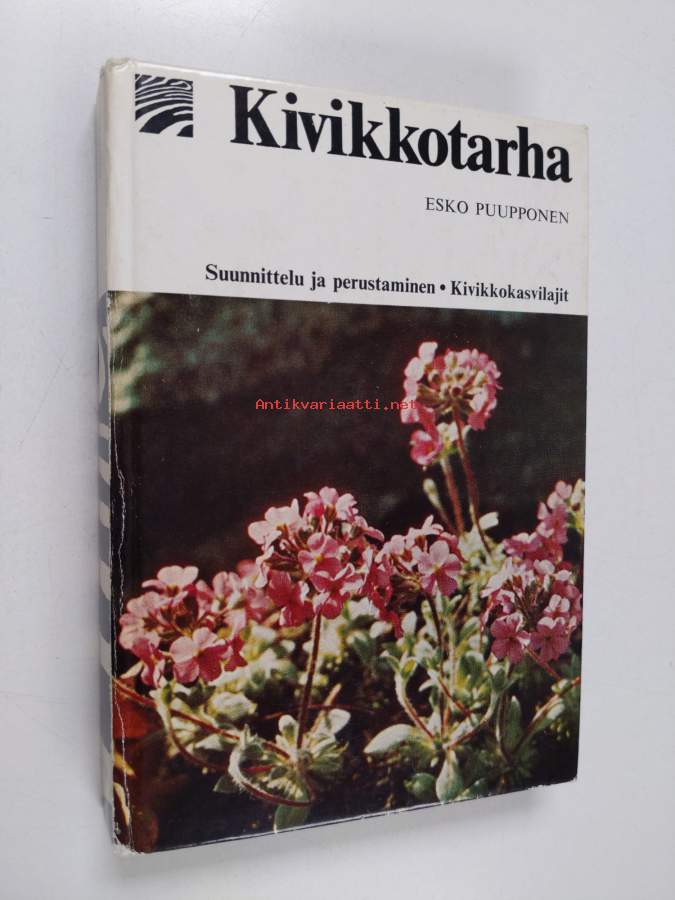 Kivikkotarha
ESKO PUUPPONEN
Suunnittelu ja perustaminen • Kivikkokasvilajit
Antikvariaatti.net